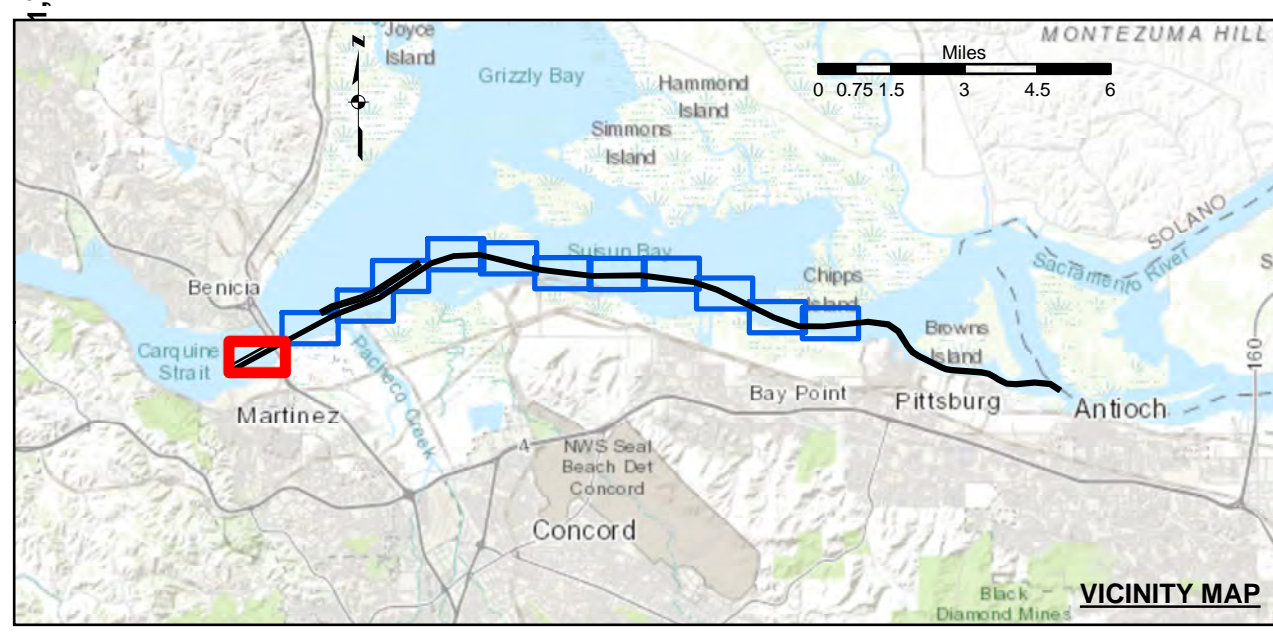 1,
Joyce
Island
N
Grizzly Bay
Hammond
Island
Simmons
Island
MONTEZUMA HILL
Miles
0 0.75 1.5 3 4.5 6
Suisun Bay
Chipps
Island
SOLANO
Sacramento River
S
Benicia
Carquine
Strait
Martinez
Pacheco Creek
Browns
Island
Bay Point
Pittsburg
Antioch
160
4
NWS Seal
Beach Det
Concord
Concord
Black
Diamond Mines
VICINITY MAP